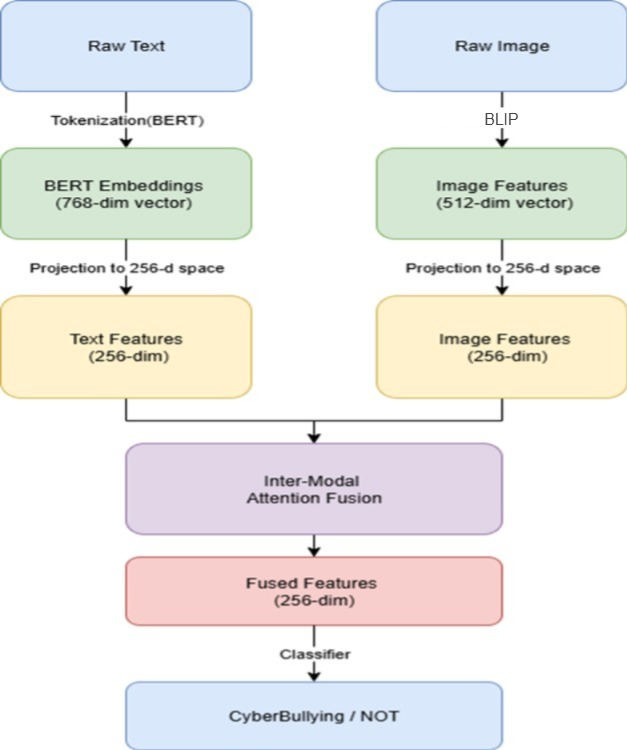 Raw Text
Raw Image
Tokenization(BERT)
BLIP
BERT Embeddings
(768-dim vector)
Image Features
(512-dim vector)
Projection to 256-d space
Projection to 256-d space
Text Features
(256-dim)
Image Features
(256-dim)
Inter-Modal
Attention Fusion
Fused Features
(256-dim)
Classifier
CyberBullying / NOT